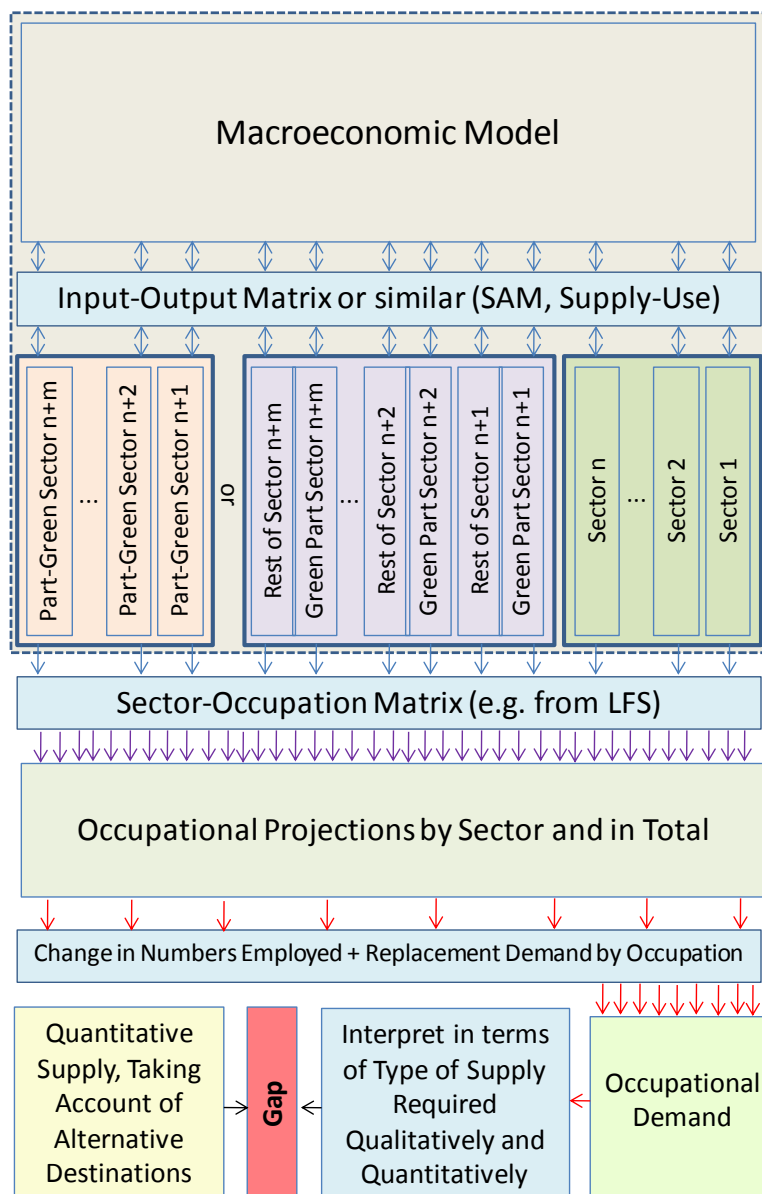 Macroeconomic Model
Input-Output Matrix or similar (SAM, Supply-Use)
Part-Green Sector n+m
...
Part-Green Sector n+2
Part-Green Sector n+1
or
Rest of Sector n+m
Green Part Sector n+m
...
Rest of Sector n+2
Green Part Sector n+2
Rest of Sector n+1
Green Part Sector n+1
Sector n
...
Sector 2
Sector 1
Sector-Occupation Matrix (e.g. from LFS)
Occupational Projections by Sector and in Total
Change in Numbers Employed + Replacement Demand by Occupation
Quantitative
Supply, Taking
Account of
Alternative
Destinations
Gap
Interpret in terms
of Type of Supply
Required
Qualitatively and
Quantitatively
Occupational
Demand